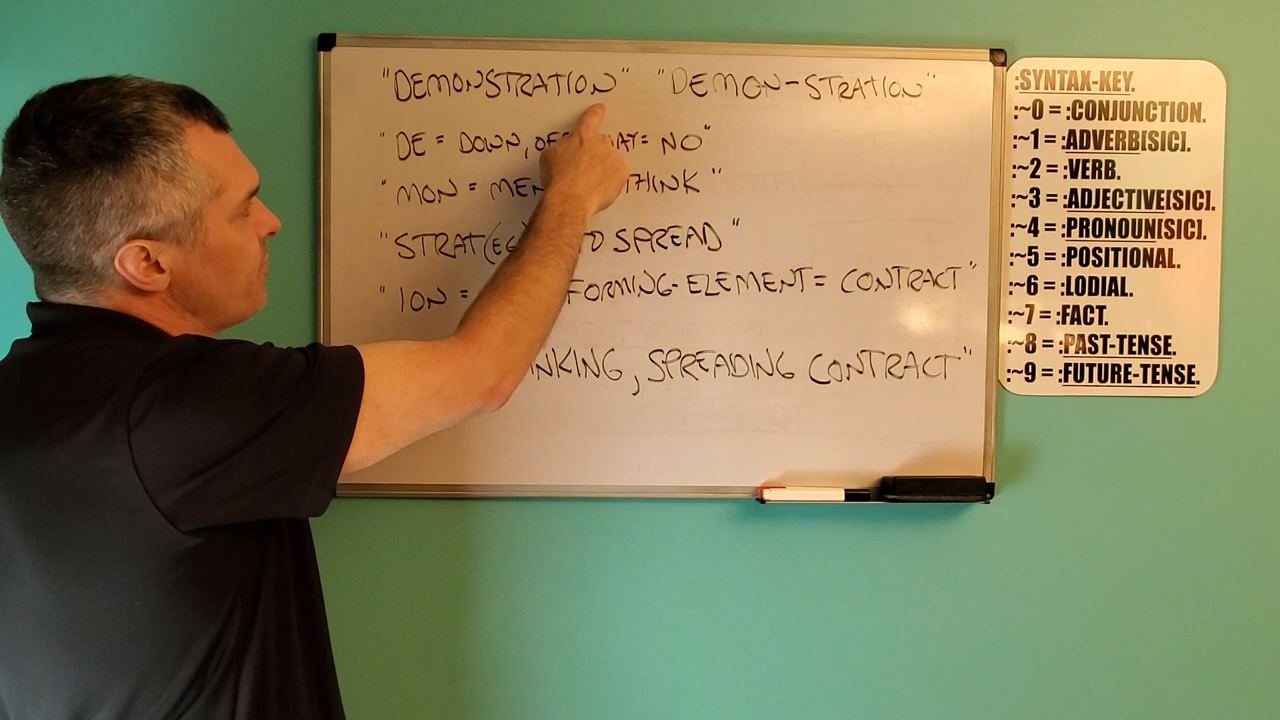 "DEMONSTRATION" "DEMON-STRATION"
"DE = DOWN, = NO"
"MON = THINK"
"STRAT(EG TO SPREAD"
"ION = FORMING-ELEMENT = CONTRACT"
, SPREADING CONTRACT"
:SYNTAX-KEY.
:~0 = :CONJUNCTION.
:~1 = :ADVERB[SIC].
:~2 = :VERB.
:~3 = :ADJECTIVE[SIC].
:~4 = :PRONOUN[SIC].
:~5 = :POSITIONAL.
:~6 = :LODIAL.
:~7 = :FACT.
:~8 = :PAST-TENSE.
:~9 = :FUTURE-TENSE.